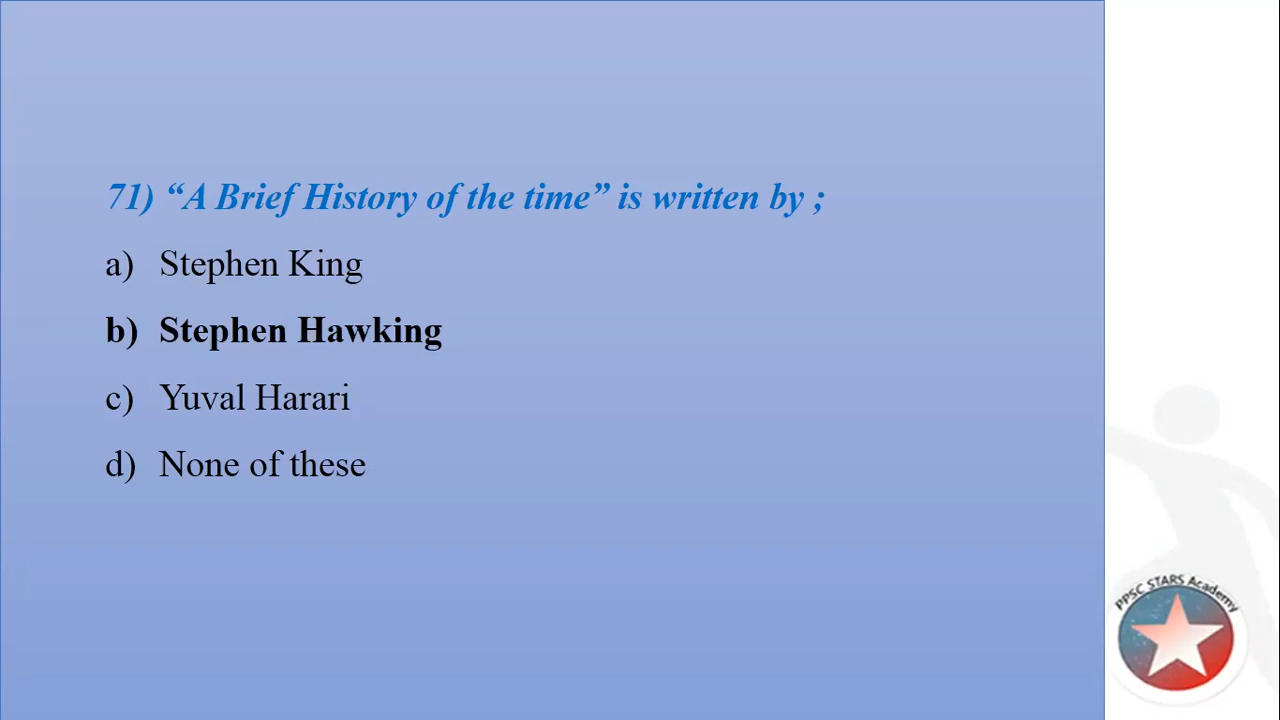 71) “A Brief History of the time” is written by ;
a) Stephen King
b) Stephen Hawking
c) Yuval Harari
d) None of these
PPSC STARS Academy